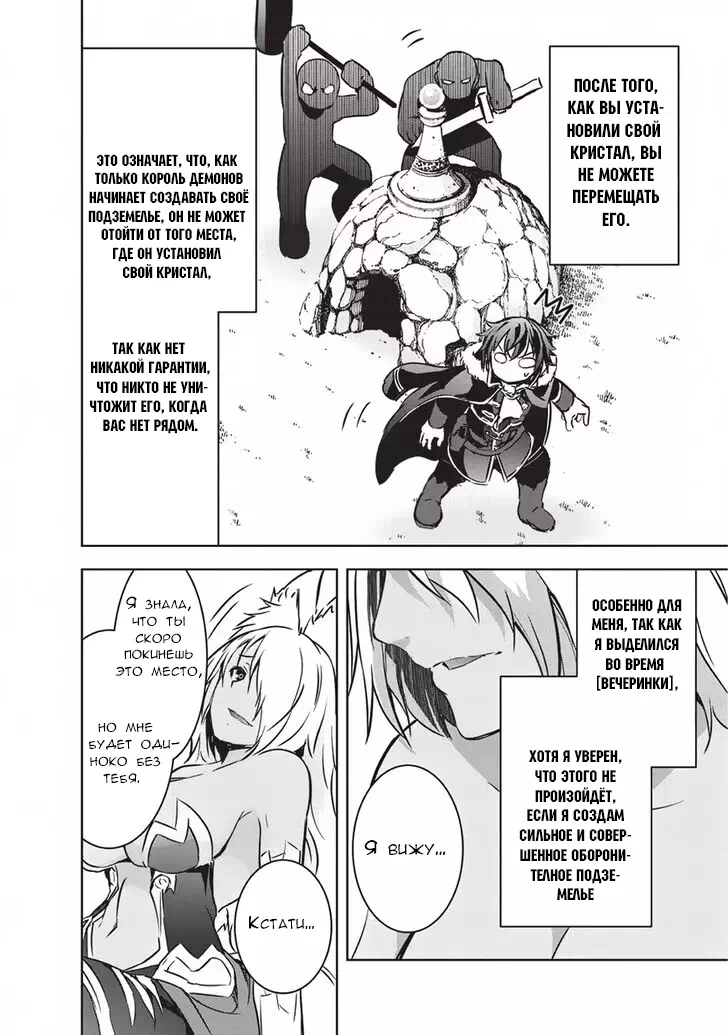 ПОСЛЕ ТОГО,
КАК ВЫ УСТА-
НОВИЛИ СВОЙ
КРИСТАЛ, ВЫ
НЕ МОЖЕТЕ
ПЕРЕМЕЩАТЬ
ЕГО.
ЭТО ОЗНАЧАЕТ, ЧТО, КАК
ТОЛЬКО КОРОЛЬ ДЕМОНОВ
НАЧИНАЕТ СОЗДАВАТЬ СВОЁ
ПОДЗЕМЕЛЬЕ, ОН НЕ МОЖЕТ
ОТОЙТИ ОТ ТОГО МЕСТА,
ГДЕ ОН УСТАНОВИЛ
СВОЙ КРИСТАЛ,
ТАК КАК НЕТ
НИКАКОЙ ГАРАНТИИ,
ЧТО НИКТО НЕ УНИ-
ЧТОЖИТ ЕГО, КОГДА
ВАС НЕТ РЯДОМ.
ОСОБЕННО ДЛЯ
МЕНЯ, ТАК КАК
Я ВЫДЕЛИЛСЯ
ВО ВРЕМЯ
[ВЕЧЕРИНКИ],
ХОТЯ Я УВЕРЕН,
ЧТО ЭТОГО НЕ
ПРОИЗОЙДЁТ,
ЕСЛИ Я СОЗДАМ
СИЛЬНОЕ И СОВЕР-
ШЕННОЕ ОБОРОНИ-
ТЕЛНОЕ ПОДЗЕ-
МЕЛЬЕ
Я ВИЖУ...
Я ЗНАЛА,
ЧТО ТЫ
СКОРО
ПОКИНЕШЬ
ЭТО МЕСТО,
НО МНЕ
БУДЕТ ОДИ-
НОКО БЕЗ
ТЕБЯ.
КСТАТИ...